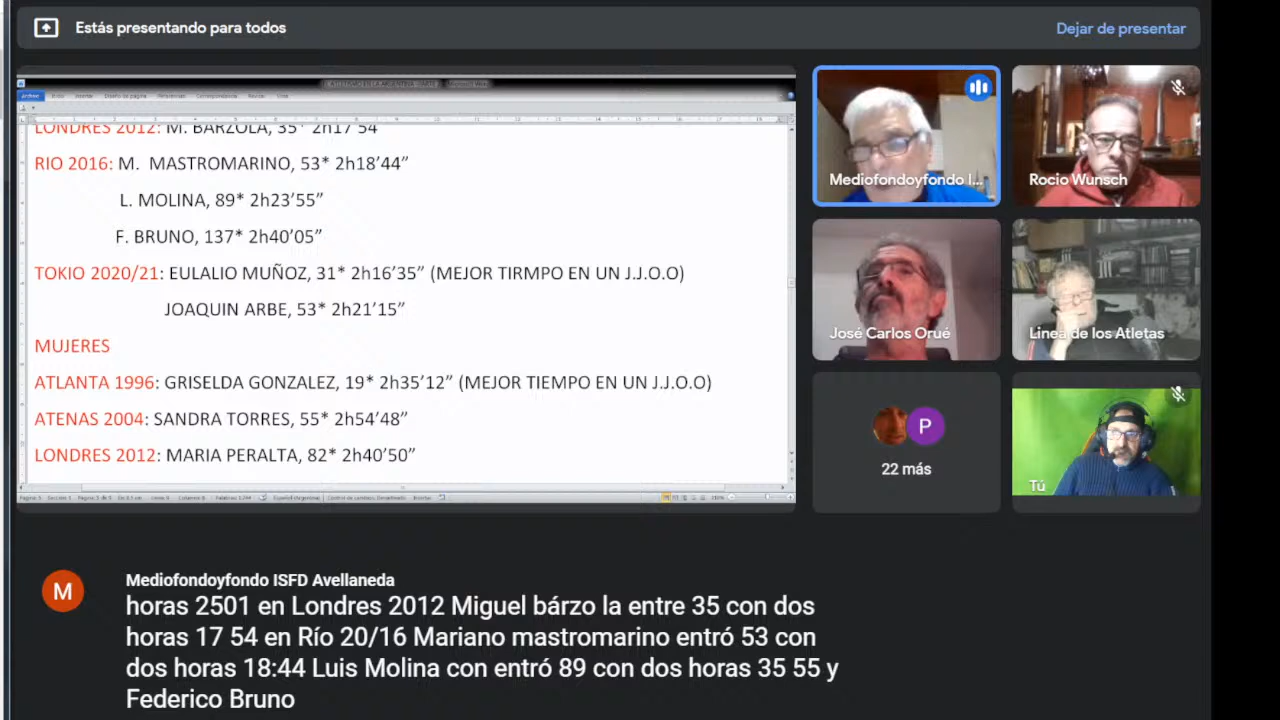 Estás presentando para todos
Dejar de presentar
LONDRES 2012: M. BARZOLA, 35* 2h17'54
RIO 2016: M. MASTROMARINO, 53* 2h18'44”
L. MOLINA, 89* 2h23'55”
F. BRUNO, 137* 2h40'05”
TOKIO 2020/21: EULALIO MUÑOZ, 31* 2h16'35” (MEJOR TIRMPO EN UN J.J.O.O)
JOAQUIN ARBE, 53* 2h21'15”
MUJERES
ATLANTA 1996: GRISELDA GONZALEZ, 19* 2h35'12” (MEJOR TIEMPO EN UN J.J.O.O)
ATENAS 2004: SANDRA TORRES, 55* 2h54'48”
LONDRES 2012: MARIA PERALTA, 82* 2h40'50”
Mediofondoyfondo I...
Rocio Wunsch
José Carlos Orué
Linea de los Atletas
P
22 más
Tú
M
Mediofondoyfondo ISFD Avellaneda
horas 2501 en Londres 2012 Miguel bárzo la entre 35 con dos
horas 17 54 en Río 20/16 Mariano mastromarino entró 53 con
dos horas 18:44 Luis Molina con entró 89 con dos horas 35 55 y
Federico Bruno